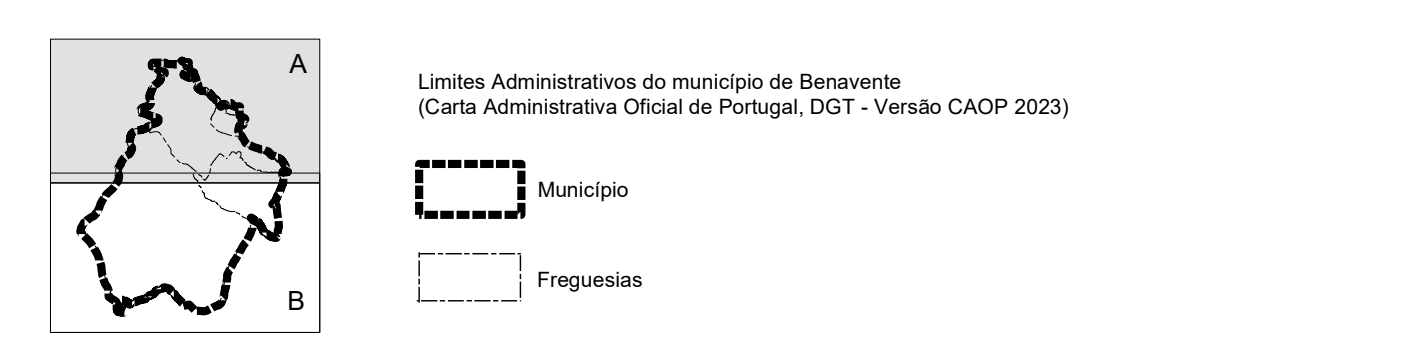 A
B
Limites Administrativos do município de Benavente
(Carta Administrativa Oficial de Portugal, DGT - Versão CAOP 2023)
Município
Freguesias